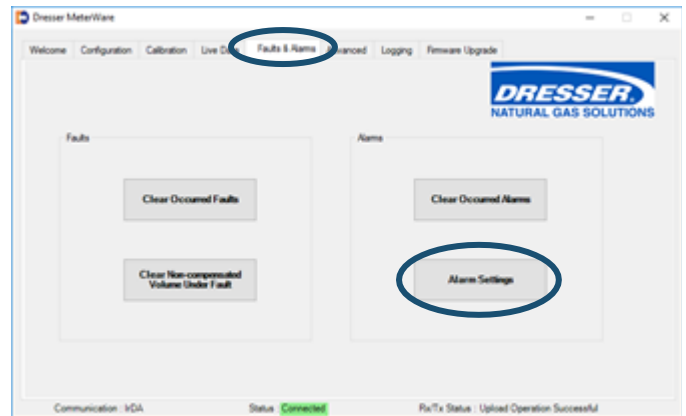 Dresser MeterWare
Welcome Configuration Calibration Live Data Faults & Alarms Advanced Logging Firmware Upgrade
DRESSER.
NATURAL GAS SOLUTIONS
Faults
Alarms
Clear Occurred Faults
Clear Occurred Alarms
Clear Non-compensated
Volume Under Fault
Alarm Settings
Communication : IrDA Status : Connected Rx/Tx Status : Upload Operation Successful